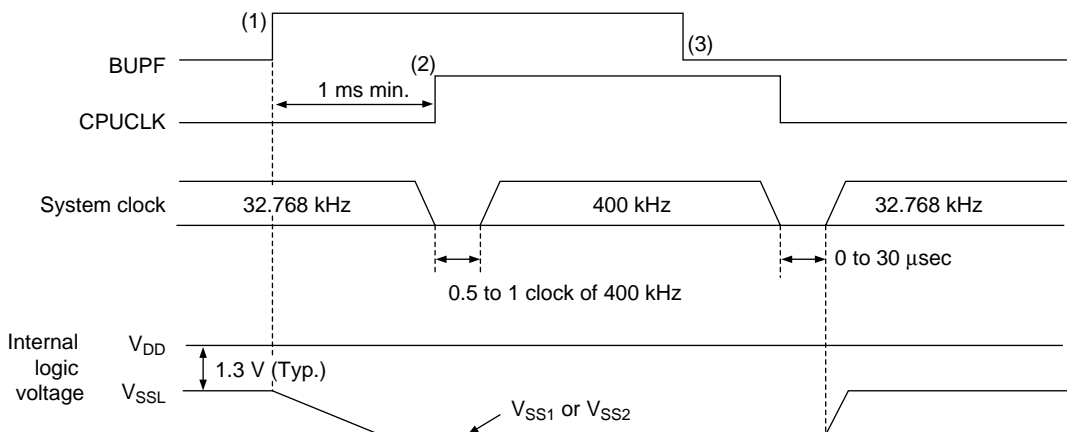 (1)
(3)
BUPF
(2)
1 ms min.
CPUCLK
System clock
32.768 kHz
400 kHz
32.768 kHz
0 to 30 μsec
0.5 to 1 clock of 400 kHz
Internal logic voltage
VDD
1.3 V (Typ.)
VSSL
VSS1 or VSS2